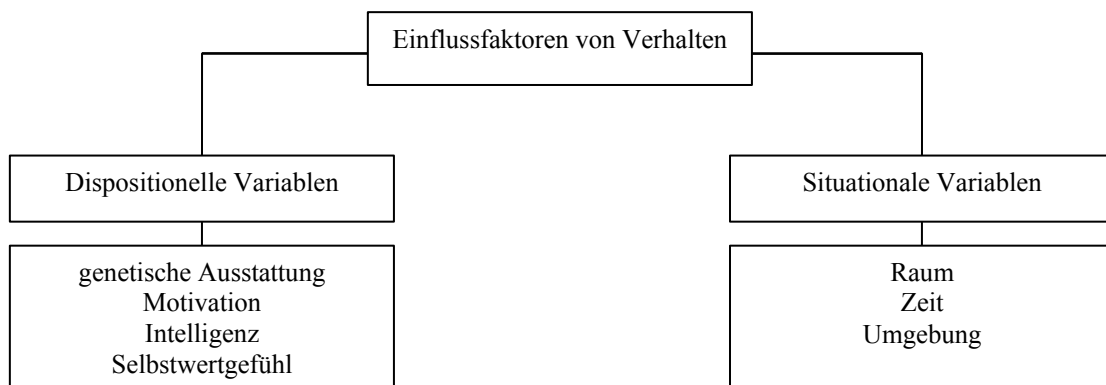 Einflussfaktoren von Verhalten
Dispositionelle Variablen
genetische Ausstattung
Motivation
Intelligenz
Selbstwertgefühl
Situationale Variablen
Raum
Zeit
Umgebung